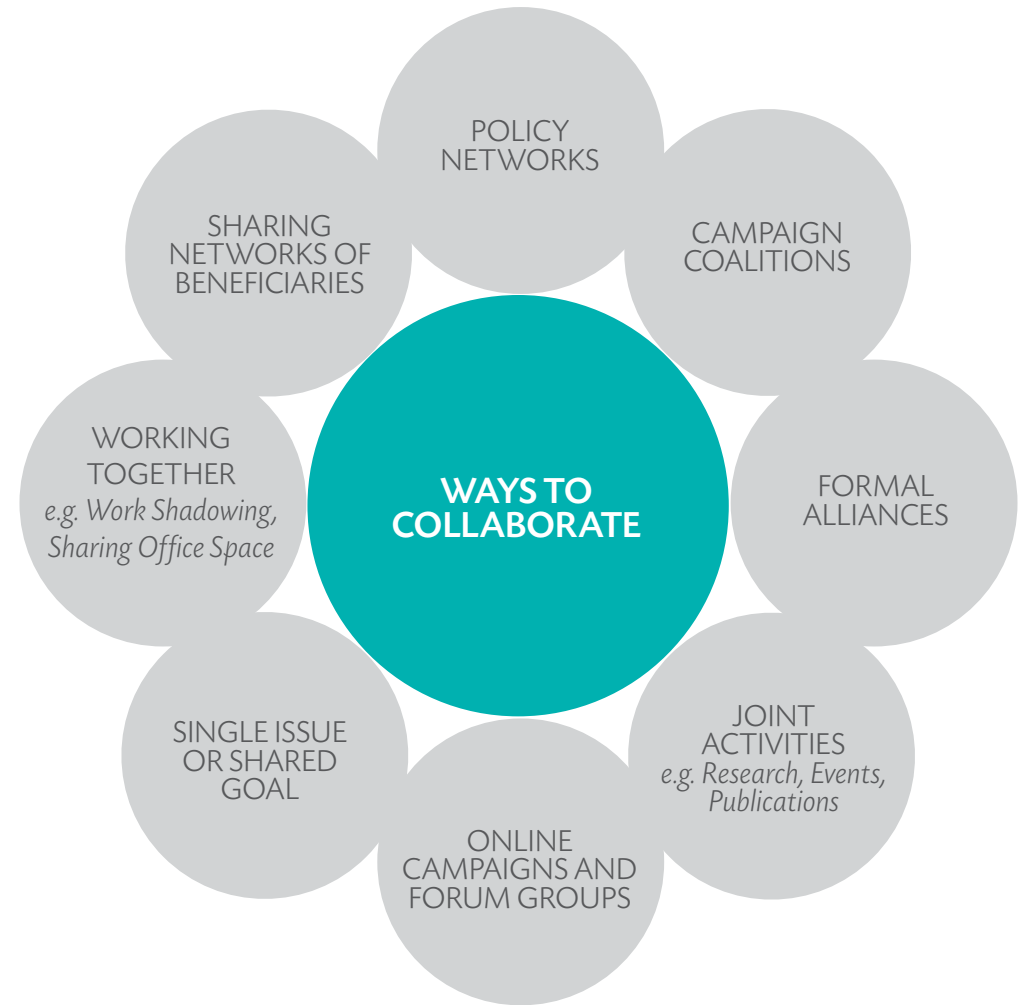 POLICY
NETWORKS
CAMPAIGN
COALITIONS
FORMAL
ALLIANCES
JOINT
ACTIVITIES
e.g. Research, Events,
Publications
ONLINE
CAMPAIGNS AND
FORUM GROUPS
SINGLE ISSUE
OR SHARED
GOAL
WORKING
TOGETHER
e.g. Work Shadowing,
Sharing Office Space
SHARING
NETWORKS OF
BENEFICIARIES
WAYS TO
COLLABORATE